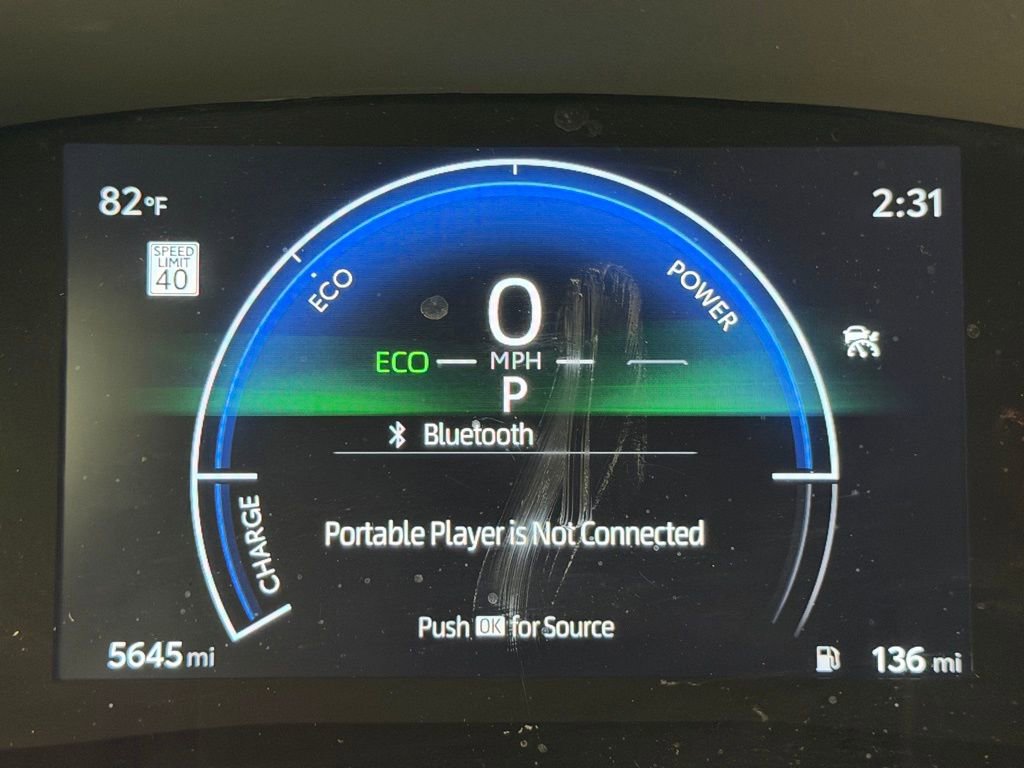 82°F
2:31
SPEED
LIMIT
40
ECO
POWER
0
ECO MPH
P
Bluetooth
CHARGE
Portable Player is Not Connected
Push OK for Source
5645 mi
136 mi